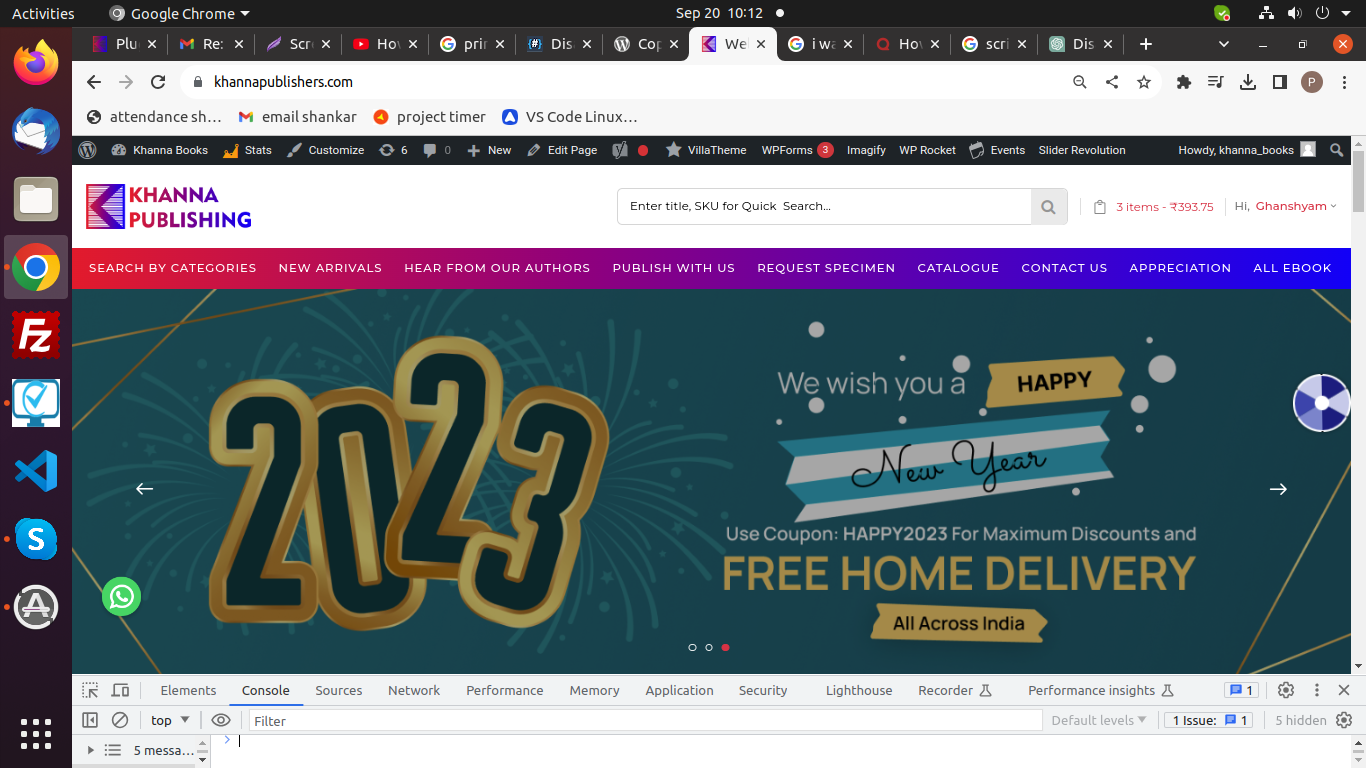 Activities Google Chrome Sep 20 10:12
Plu Re: Scre Hov prin Disa Cop Wel i wa Hov scri Dis
khannapublishers.com P
attendance sh… email shankar project timer VS Code Linux…
Khanna Books Stats Customize 6 0 New Edit Page VillaTheme WPForms 3 Imagify WP Rocket Events Slider Revolution Howdy, khanna_books
KHANNA
PUBLISHING
Enter title, SKU for Quick Search...
3 items - ₹393.75
Hi, Ghanshyam
SEARCH BY CATEGORIES NEW ARRIVALS HEAR FROM OUR AUTHORS PUBLISH WITH US REQUEST SPECIMEN CATALOGUE CONTACT US APPRECIATION ALL EBOOK
2023
We wish you a HAPPY
New Year
Use Coupon: HAPPY2023 For Maximum Discounts and
FREE HOME DELIVERY
All Across India
Elements Console Sources Network Performance Memory Application Security Lighthouse Recorder Performance insights 1
top Filter Default levels 1 Issue: 1 5 hidden
5 messa…